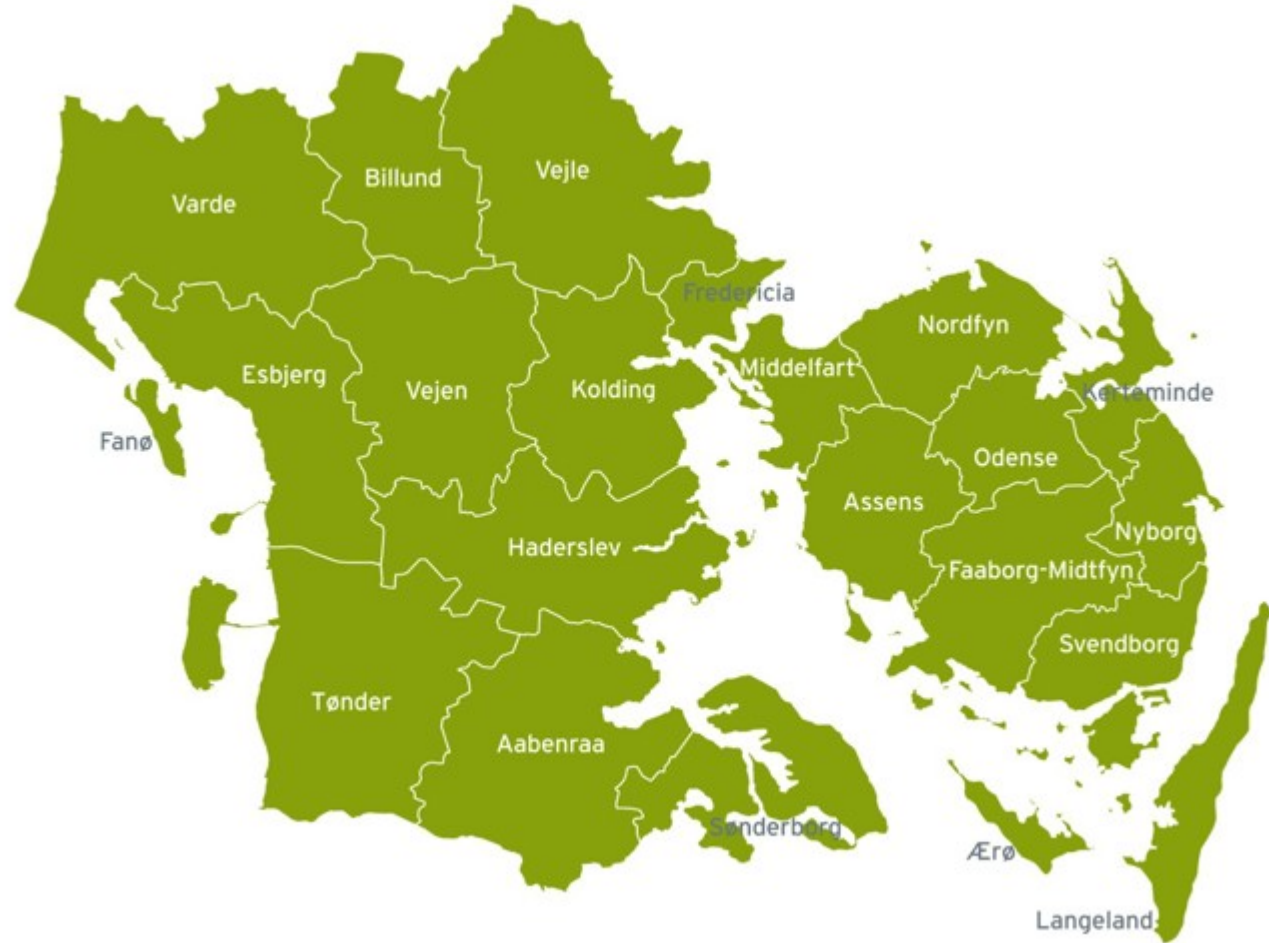 Vejle
Billund
Varde
Fredericia
Nordfyn
Middelfart
Esbjerg
Vejen
Kolding
Kerteminde
Fanø
Odense
Assens
Nyborg
Haderslev
Faaborg-Midtfyn
Svendborg
Tønder
Aabenraa
Sønderborg
Ærø
Langeland